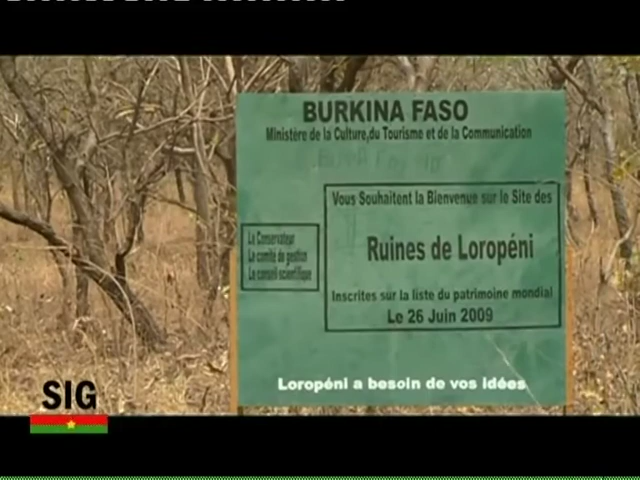 BURKINA FASO
Ministère de la Culture, du Tourisme et de la Communication
Vous Souhaitent la Bienvenue sur le Site des
Le Conservateur
Le comité de gestion
Le conseil scientifique
Ruines de Loropéni
Inscrites sur la liste du patrimoine mondial
Le 26 Juin 2009
Loropéni a besoin de vos idées
SIG